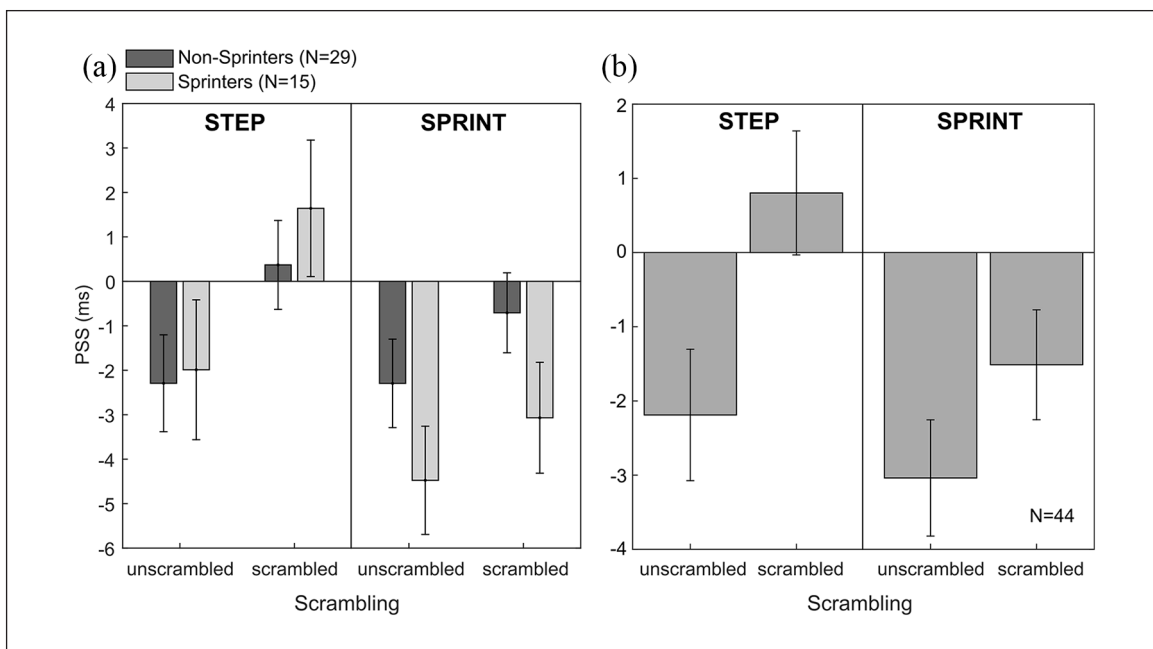 (a)
Non-Sprinters (N=29)
Sprinters (N=15)
4
3
2
1
0
-1
-2
-3
-4
-5
-6
PSS (ms)
STEP
SPRINT
unscrambled
scrambled
unscrambled
scrambled
Scrambling
(b)
2
1
0
-1
-2
-3
-4
STEP
SPRINT
N=44
unscrambled
scrambled
unscrambled
scrambled
Scrambling